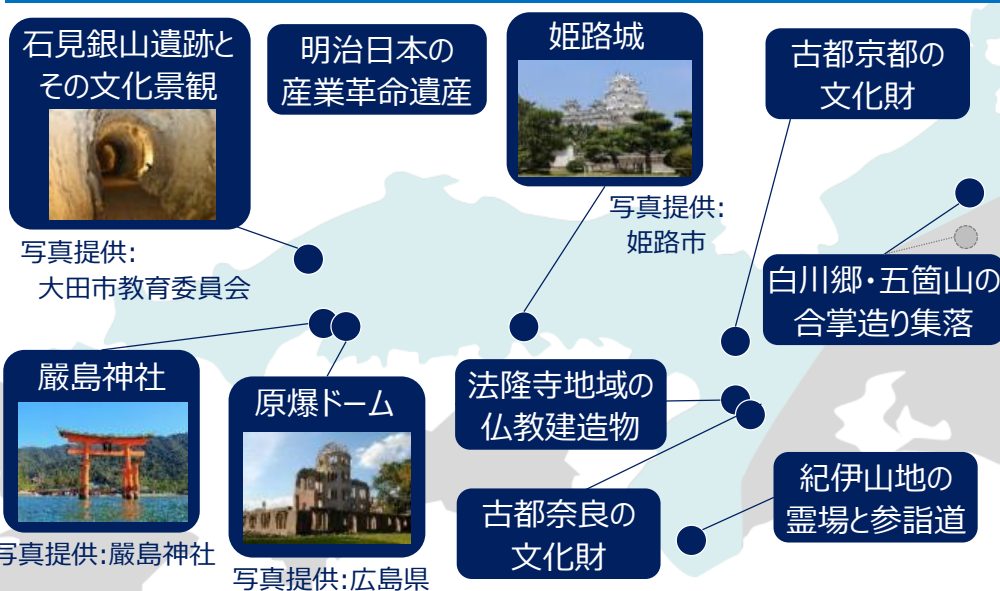 石見銀山遺跡と
その文化景観
写真提供:
大田市教育委員会
明治日本の
産業革命遺産
姫路城
写真提供:
姫路市
古都京都の
文化財
白川郷・五箇山の
合掌造り集落
嚴島神社
写真提供:嚴島神社
原爆ドーム
写真提供:広島県
法隆寺地域の
仏教建造物
古都奈良の
文化財
紀伊山地の
霊場と参詣道